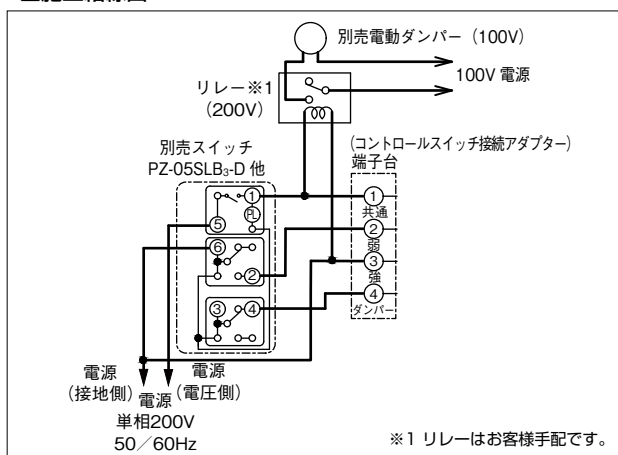 別売電動ダンパー（100V）
100V 電源
リレー※1
（200V）
別売スイッチ
PZ-05SLB₃-D 他
（コントロールスイッチ接続アダプター）
端子台
① PL ⑤
⑥ ②
③ ④
①
共通
②
弱
③
強
④
ダンパー
電源
（接地側）
電源
（電圧側）
電源
単相200V
50／60Hz
※1 リレーはお客様手配です。